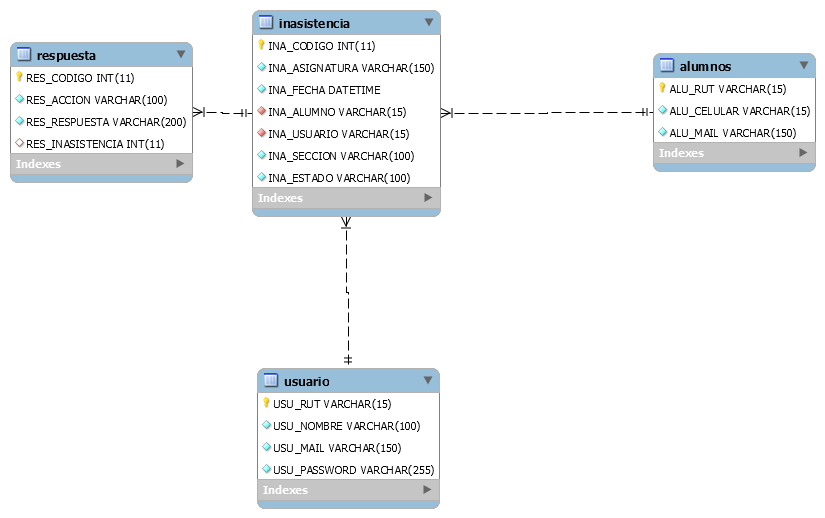 respuesta
RES_CODIGO INT(11)
RES_ACCION VARCHAR(100)
RES_RESPUESTA VARCHAR(200)
RES_INASISTENCIA INT(11)
Indexes
inasistencia
INA_CODIGO INT(11)
INA_ASIGNATURA VARCHAR(150)
INA_FECHA DATETIME
INA_ALUMNO VARCHAR(15)
INA_USUARIO VARCHAR(15)
INA_SECCION VARCHAR(100)
INA_ESTADO VARCHAR(100)
Indexes
alumnos
ALU_RUT VARCHAR(15)
ALU_CELULAR VARCHAR(15)
ALU_MAIL VARCHAR(150)
Indexes
usuario
USU_RUT VARCHAR(15)
USU_NOMBRE VARCHAR(100)
USU_MAIL VARCHAR(150)
USU_PASSWORD VARCHAR(255)
Indexes